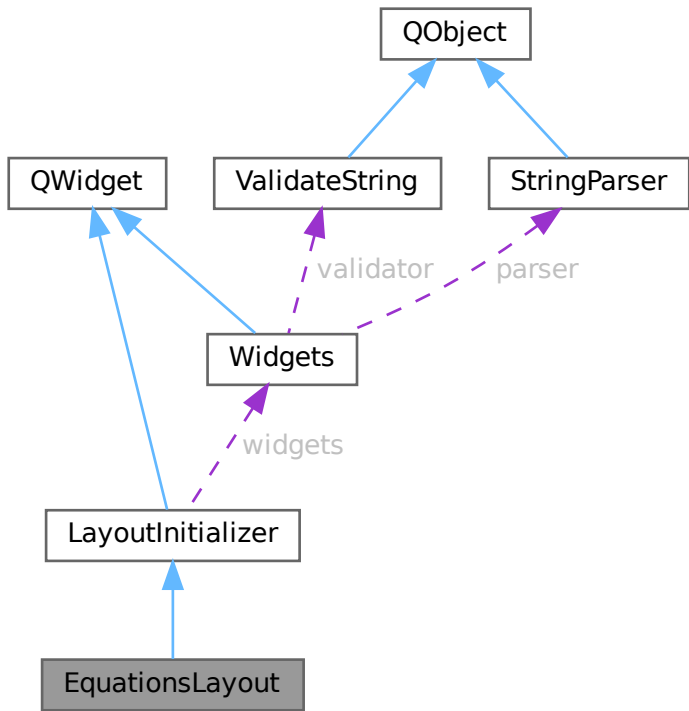 QObject
QWidget
ValidateString
StringParser
validator
parser
Widgets
widgets
LayoutInitializer
EquationsLayout